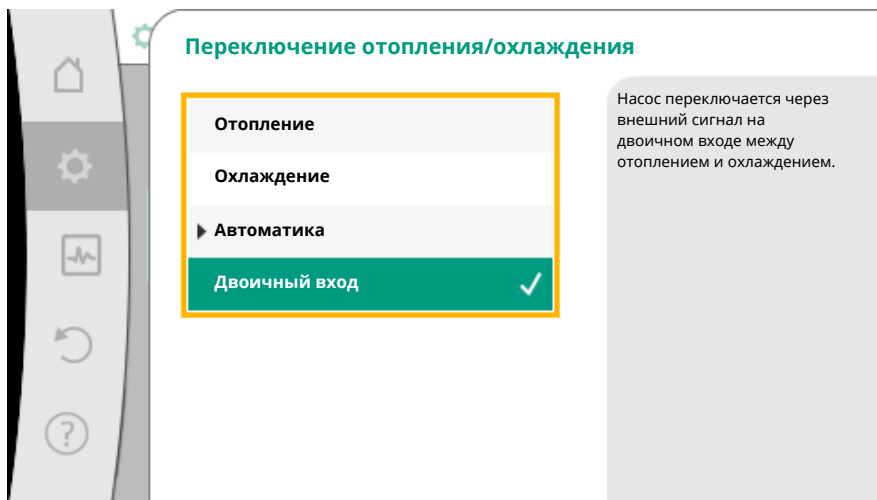 Переключение отопления/охлаждения
Отопление
Охлаждение
Автоматика
Двоичный вход
Насос переключается через
внешний сигнал на
двоичном входе между
отоплением и охлаждением.
?